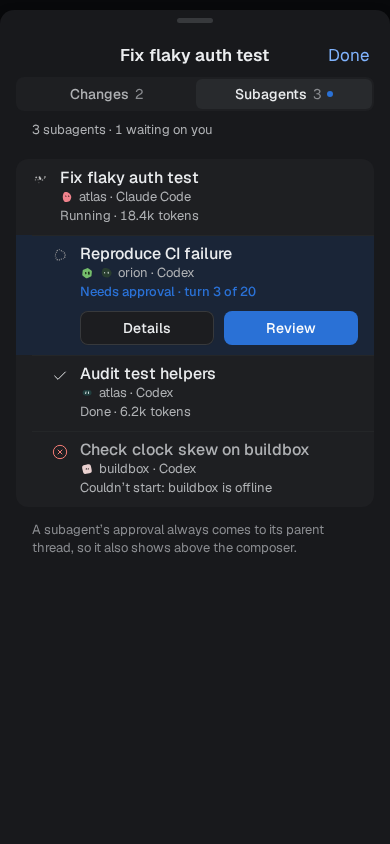 Fix flaky auth test
Done
Changes 2
Subagents 3
3 subagents · 1 waiting on you
Fix flaky auth test
atlas · Claude Code
Running · 18.4k tokens
Reproduce CI failure
orion · Codex
Needs approval · turn 3 of 20
Details
Review
Audit test helpers
atlas · Codex
Done · 6.2k tokens
Check clock skew on buildbox
buildbox · Codex
Couldn't start: buildbox is offline
A subagent's approval always comes to its parent
thread, so it also shows above the composer.